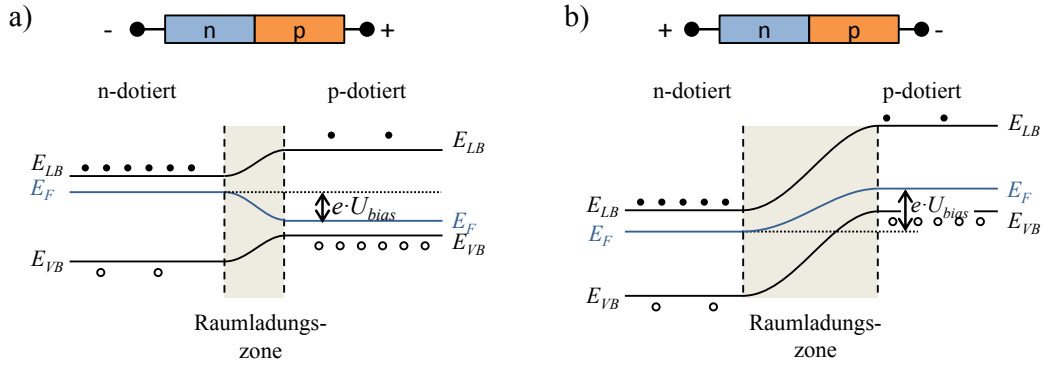 a)
- n p +
n-dotiert p-dotiert
E_LB
E_LB
E_F
e·U_bias
E_F
E_VB
E_VB
Raumladungs-
zone
b)
+ n p -
n-dotiert p-dotiert
E_LB
E_F
E_LB
e·U_bias
E_VB
E_F
E_VB
Raumladungs-
zone